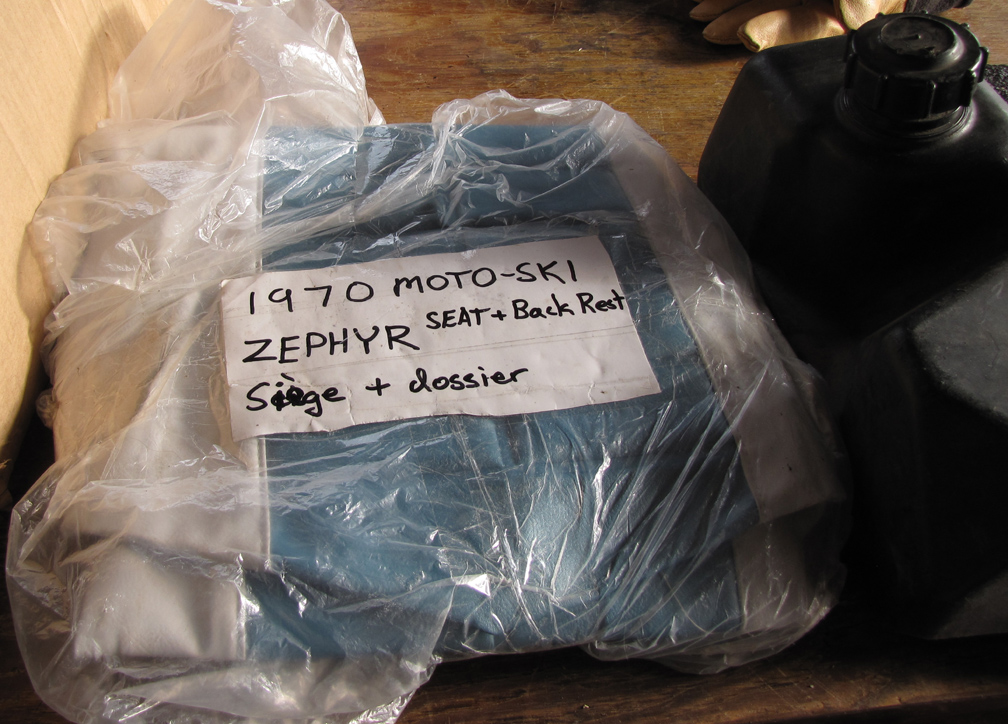 1970 MOTO-SKI
ZEPHYR SEAT + Back Rest
Siège + dossier